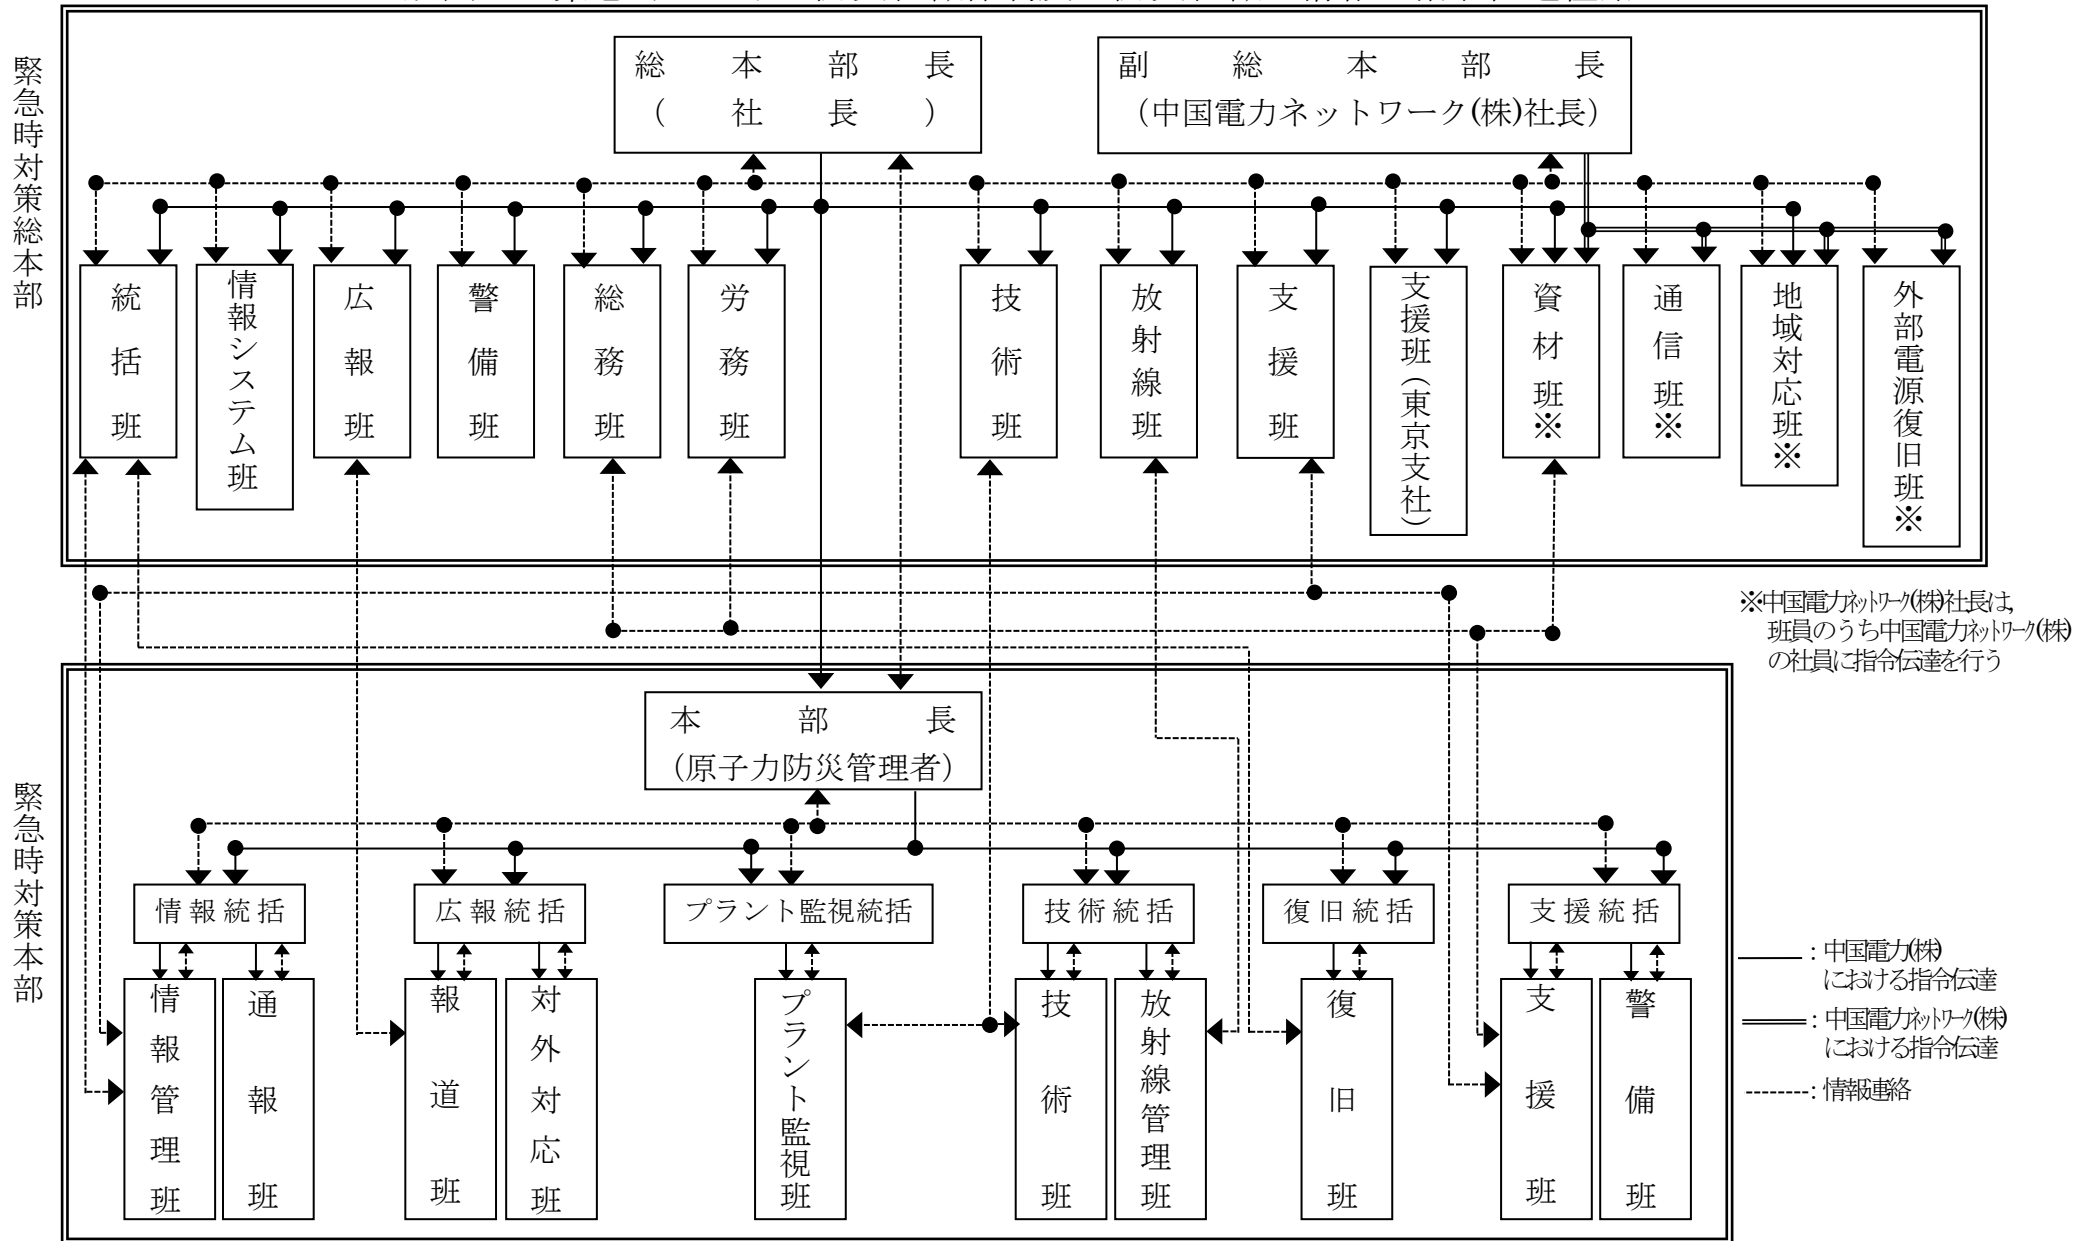 緊急時対策総本部
総本部長
(社長)
副総本部長
(中国電力ネットワーク(株)社長)
統括班
情報システム班
広報班
警備班
総務班
労務班
技術班
放射線班
支援班
支援班(東京支社)
資材班※
通信班※
地域対応班※
外部電源復旧班※
※中国電力ネットワーク(株)社長は,
班員のうち中国電力ネットワーク(株)
の社員に指令伝達を行う
緊急時対策本部
本部長
(原子力防災管理者)
情報統括
広報統括
プラント監視統括
技術統括
復旧統括
支援統括
情報管理班
通報班
報道班
対外対応班
プラント監視班
技術班
放射線管理班
復旧班
支援班
警備班
:中国電力(株)
における指令伝達
:中国電力ネットワーク(株)
における指令伝達
:情報連絡